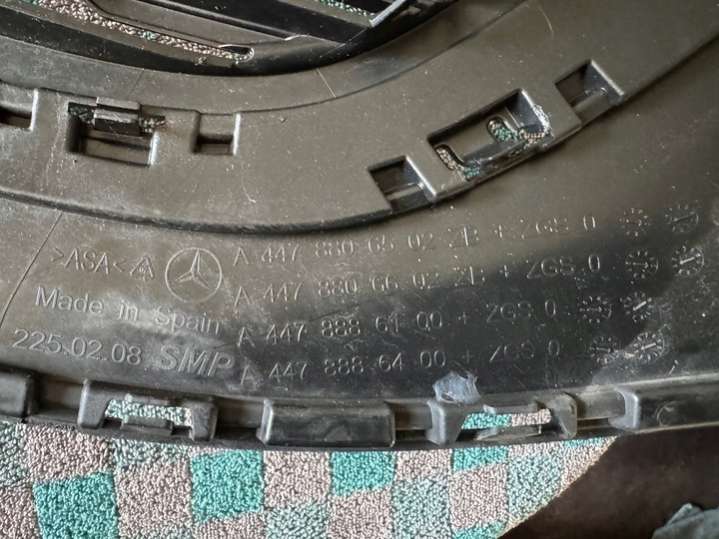 >ASA<
Made in Spain
225.02.08 SMP
A 447 880 65 02 ZB + ZGS 0
A 447 880 66 02 ZB + ZGS 0
A 447 888 61 00 + ZGS 0
A 447 888 64 00 + ZGS 0